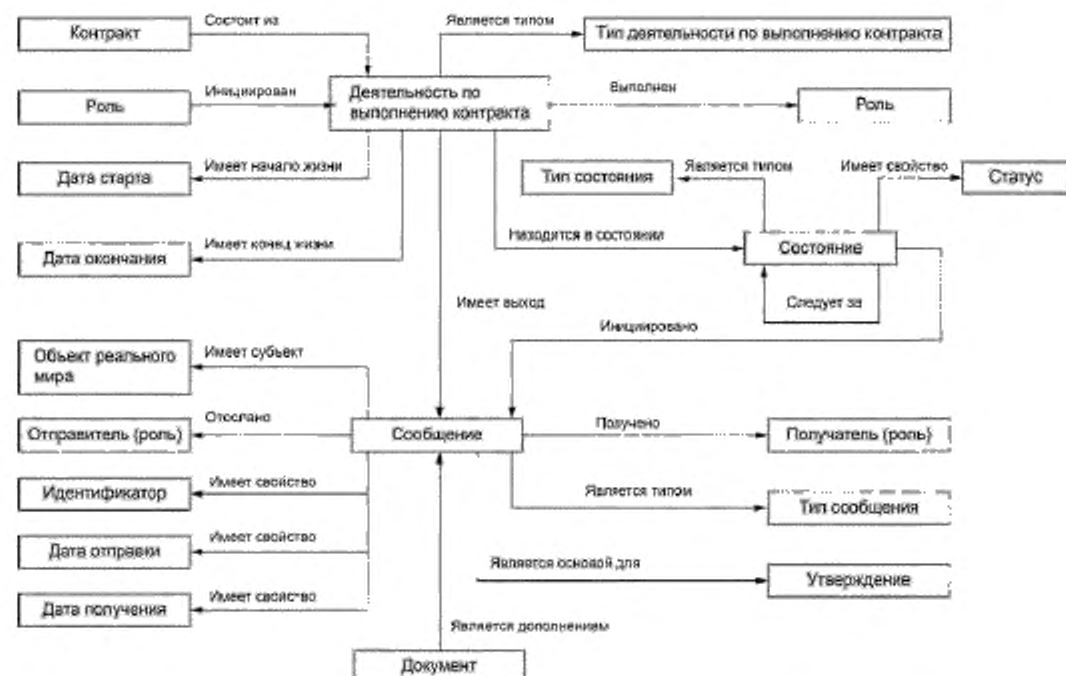 Контракт
Состоит из
Является типом
Тип деятельности по выполнению контракта
Роль
Инициирован
Деятельность по
выполнению контракта
Выполнен
Роль
Дата старта
Имеет начало жизни
Тип состояния
Является типом
Имеет свойство
Статус
Дата окончания
Имеет конец жизни
Находится в состоянии
Состояние
Следует за
Имеет выход
Инициировано
Объект реального
мира
Имеет субъект
Отправитель (роль)
Отослано
Сообщение
Получено
Получатель (роль)
Идентификатор
Имеет свойство
Является типом
Тип сообщения
Дата отправки
Имеет свойство
Является основой для
Утверждение
Дата получения
Имеет свойство
Является дополнением
Документ